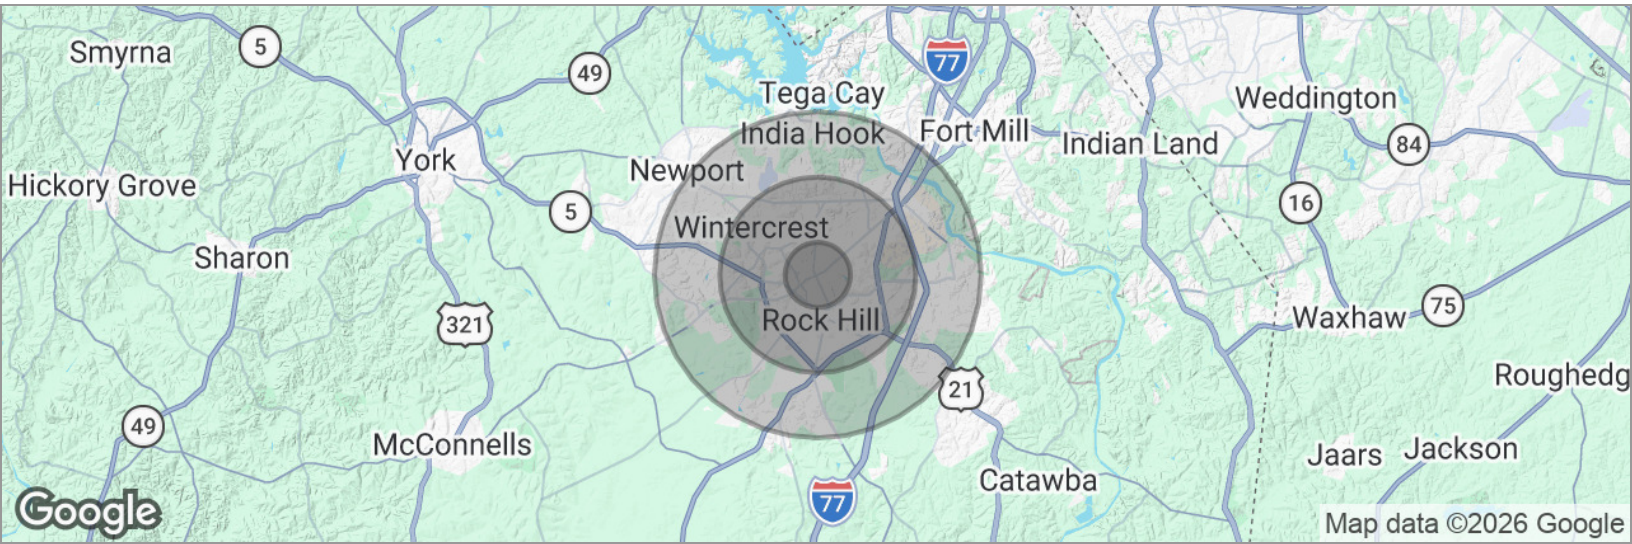 Smyrna
5
49
77
Tega Cay
Weddington
India Hook
Fort Mill
Indian Land
84
York
Newport
Hickory Grove
5
16
Wintercrest
Sharon
321
Rock Hill
Waxhaw
75
21
Roughedg
49
McConnells
Jaars
Jackson
Catawba
77
Google
Map data ©2026 Google